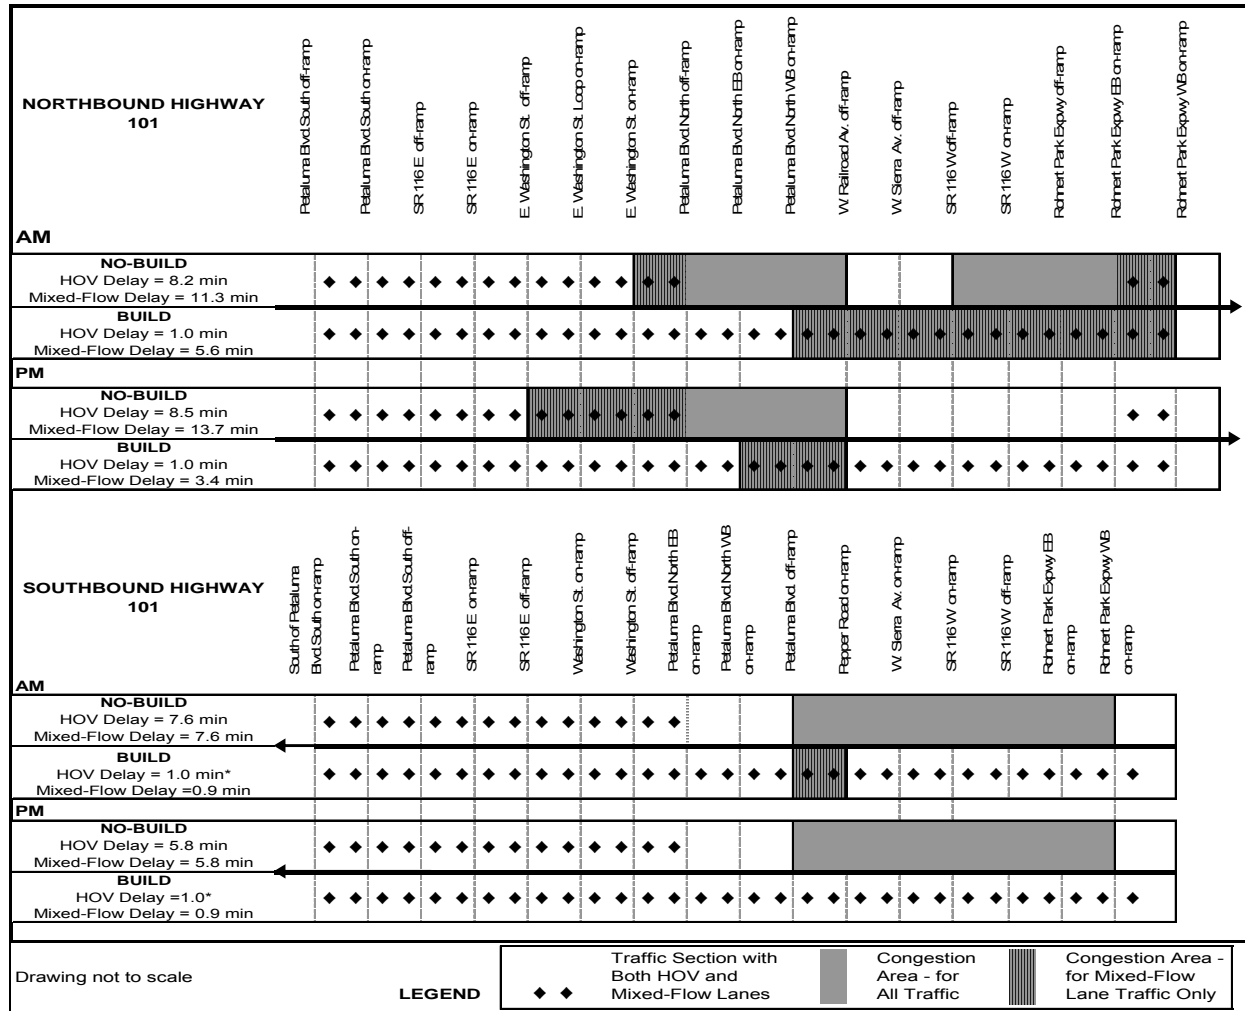 NORTHBOUND HIGHWAY
101
Petaluma Blvd. South off-ramp
Petaluma Blvd. South on-ramp
SR 116 E off-ramp
SR 116 E on-ramp
E. Washington St. off-ramp
E. Washington St. Loop on-ramp
E. Washington St. on-ramp
Petaluma Blvd. North off-ramp
Petaluma Blvd. North EB on-ramp
Petaluma Blvd. North WB on-ramp
W. Railroad Av. off-ramp
W. Sierra Av. off-ramp
SR 116 W off-ramp
SR 116 W on-ramp
Rohnert Park Expwy off-ramp
Rohnert Park Expwy EB on-ramp
Rohnert Park Expwy WB on-ramp
AM
NO-BUILD
HOV Delay = 8.2 min
Mixed-Flow Delay = 11.3 min
BUILD
HOV Delay = 1.0 min
Mixed-Flow Delay = 5.6 min
PM
NO-BUILD
HOV Delay = 8.5 min
Mixed-Flow Delay = 13.7 min
BUILD
HOV Delay = 1.0 min
Mixed-Flow Delay = 3.4 min
SOUTHBOUND HIGHWAY
101
South of Petaluma
Blvd. South on-ramp
Petaluma Blvd. South on-
ramp
Petaluma Blvd. South off-
ramp
SR 116 E on-ramp
SR 116 E off-ramp
Washington St. on-ramp
Washington St. off-ramp
Petaluma Blvd. North EB
on-ramp
Petaluma Blvd. North WB
on-ramp
Petaluma Blvd. off-ramp
Pepper Road on-ramp
W. Sierra Av. on-ramp
SR 116 W on-ramp
SR 116 W off-ramp
Rohnert Park Expwy EB
on-ramp
Rohnert Park Expwy WB
on-ramp
AM
NO-BUILD
HOV Delay = 7.6 min
Mixed-Flow Delay = 7.6 min
BUILD
HOV Delay = 1.0 min*
Mixed-Flow Delay =0.9 min
PM
NO-BUILD
HOV Delay = 5.8 min
Mixed-Flow Delay = 5.8 min
BUILD
HOV Delay =1.0*
Mixed-Flow Delay = 0.9 min
Drawing not to scale
LEGEND
Traffic Section with
Both HOV and
Mixed-Flow Lanes
Congestion
Area - for
All Traffic
Congestion Area -
for Mixed-Flow
Lane Traffic Only